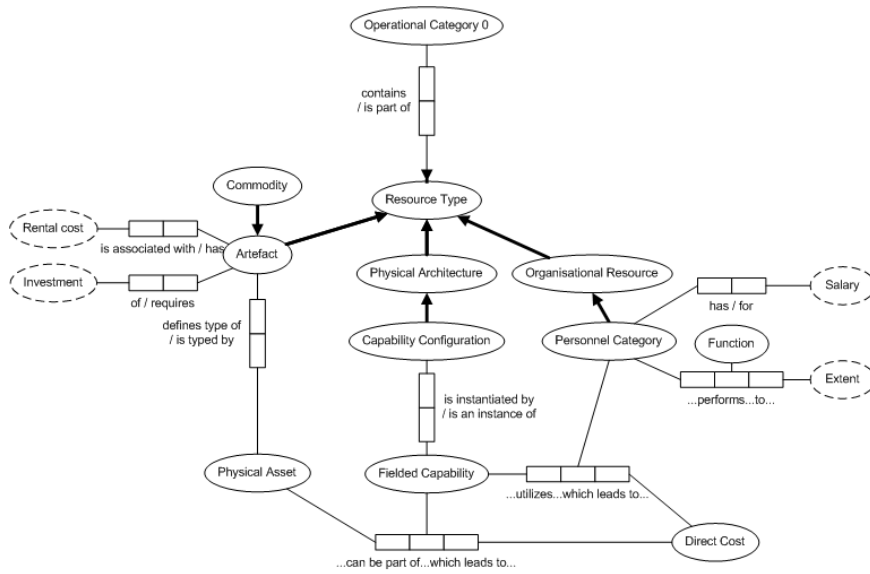 Operational Category 0
contains
/ is part of
Commodity
Resource Type
Rental cost
is associated with / has
Artefact
Physical Architecture
Organisational Resource
Investment
of / requires
Salary
has / for
defines type of
/ is typed by
Capability Configuration
Personnel Category
Function
Extent
...performs...to...
is instantiated by
/ is an instance of
Physical Asset
Fielded Capability
...utilizes...which leads to...
Direct Cost
...can be part of...which leads to...